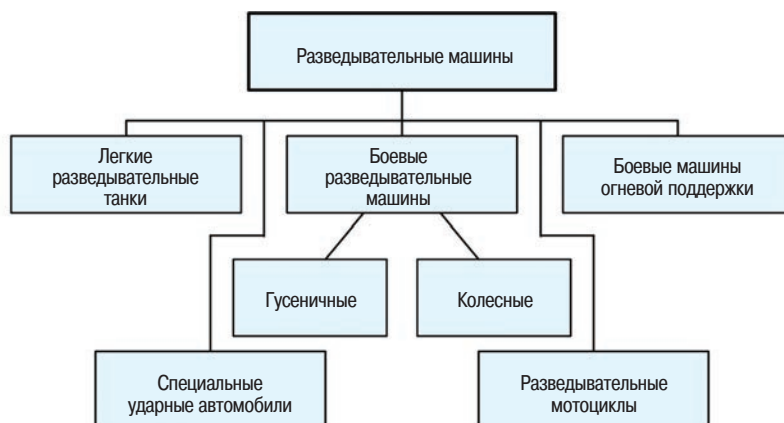 Разведывательные машины
Легкие
разведывательные
танки
Боевые
разведывательные
машины
Боевые машины
огневой поддержки
Гусеничные
Колесные
Специальные
ударные автомобили
Разведывательные
мотоциклы